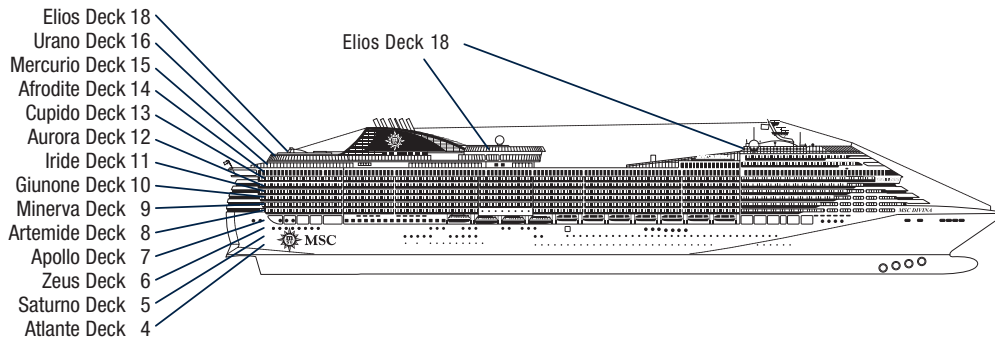 Elios Deck 18
Urano Deck 16
Mercurio Deck 15
Afrodite Deck 14
Cupido Deck 13
Aurora Deck 12
Iride Deck 11
Giunone Deck 10
Minerva Deck 9
Artemide Deck 8
Apollo Deck 7
Zeus Deck 6
Saturno Deck 5
Atlante Deck 4
Elios Deck 18
MSC DIVINA
MSC